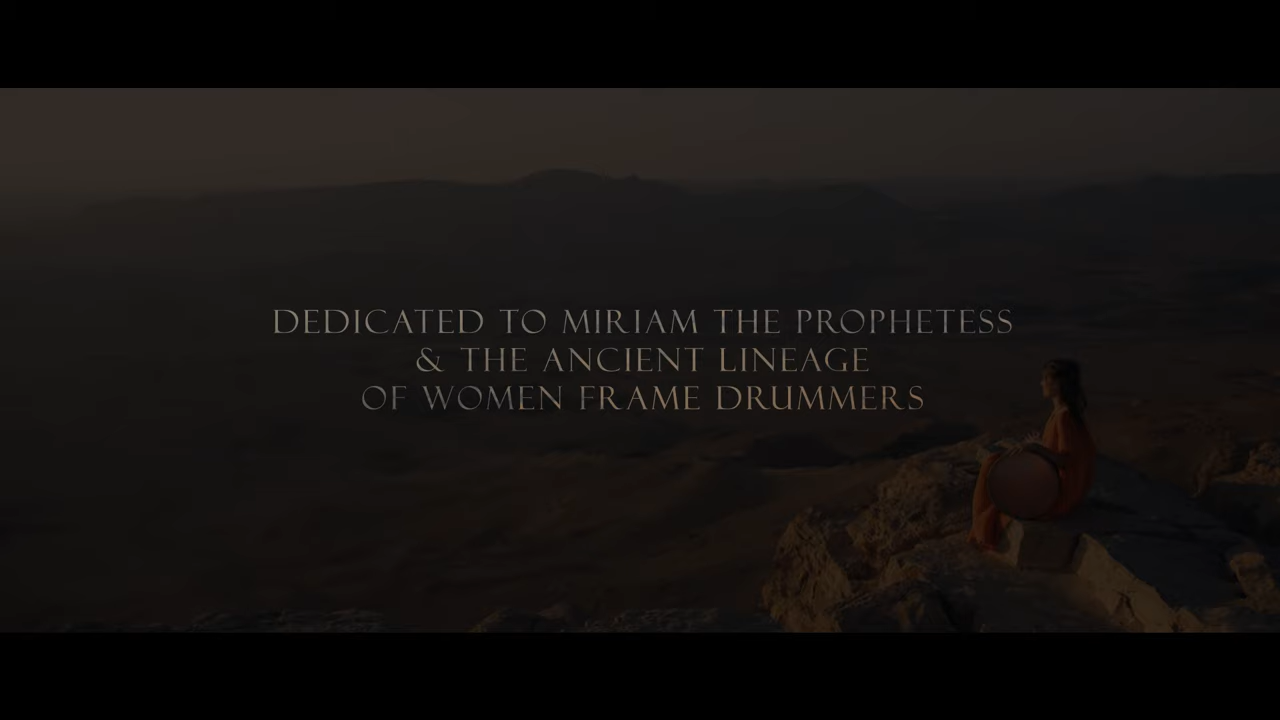 DEDICATED TO MIRIAM THE PROPHETESS
& THE ANCIENT LINEAGE
OF WOMEN FRAME DRUMMERS